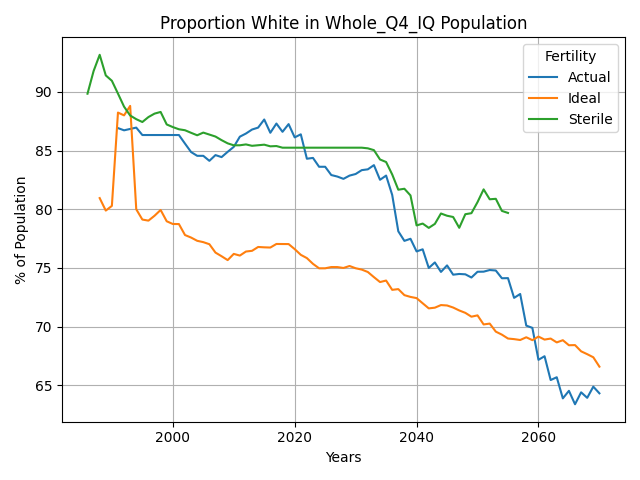 Proportion White in Whole_Q4_IQ Population
Fertility
Actual
Ideal
Sterile
% of Population
90
85
80
75
70
65
2000
2020
2040
2060
Years